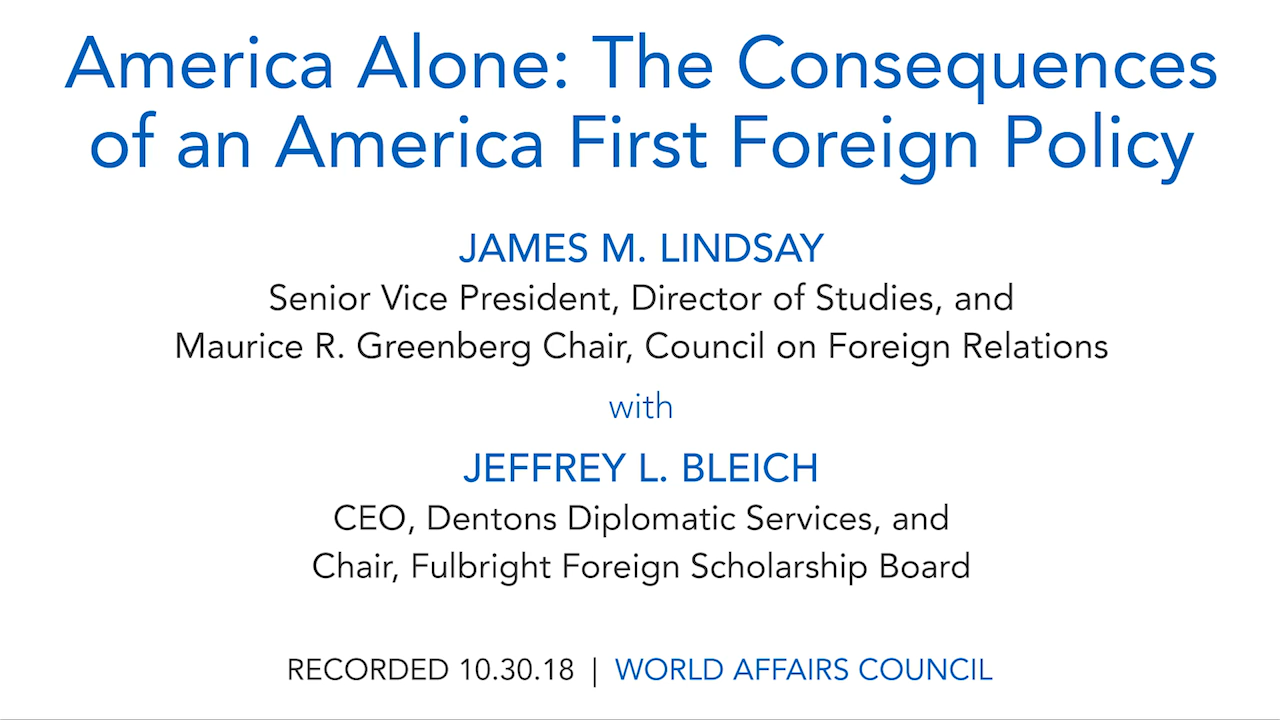 America Alone: The Consequences
of an America First Foreign Policy
JAMES M. LINDSAY
Senior Vice President, Director of Studies, and
Maurice R. Greenberg Chair, Council on Foreign Relations
with
JEFFREY L. BLEICH
CEO, Dentons Diplomatic Services, and
Chair, Fulbright Foreign Scholarship Board
RECORDED 10.30.18 | WORLD AFFAIRS COUNCIL